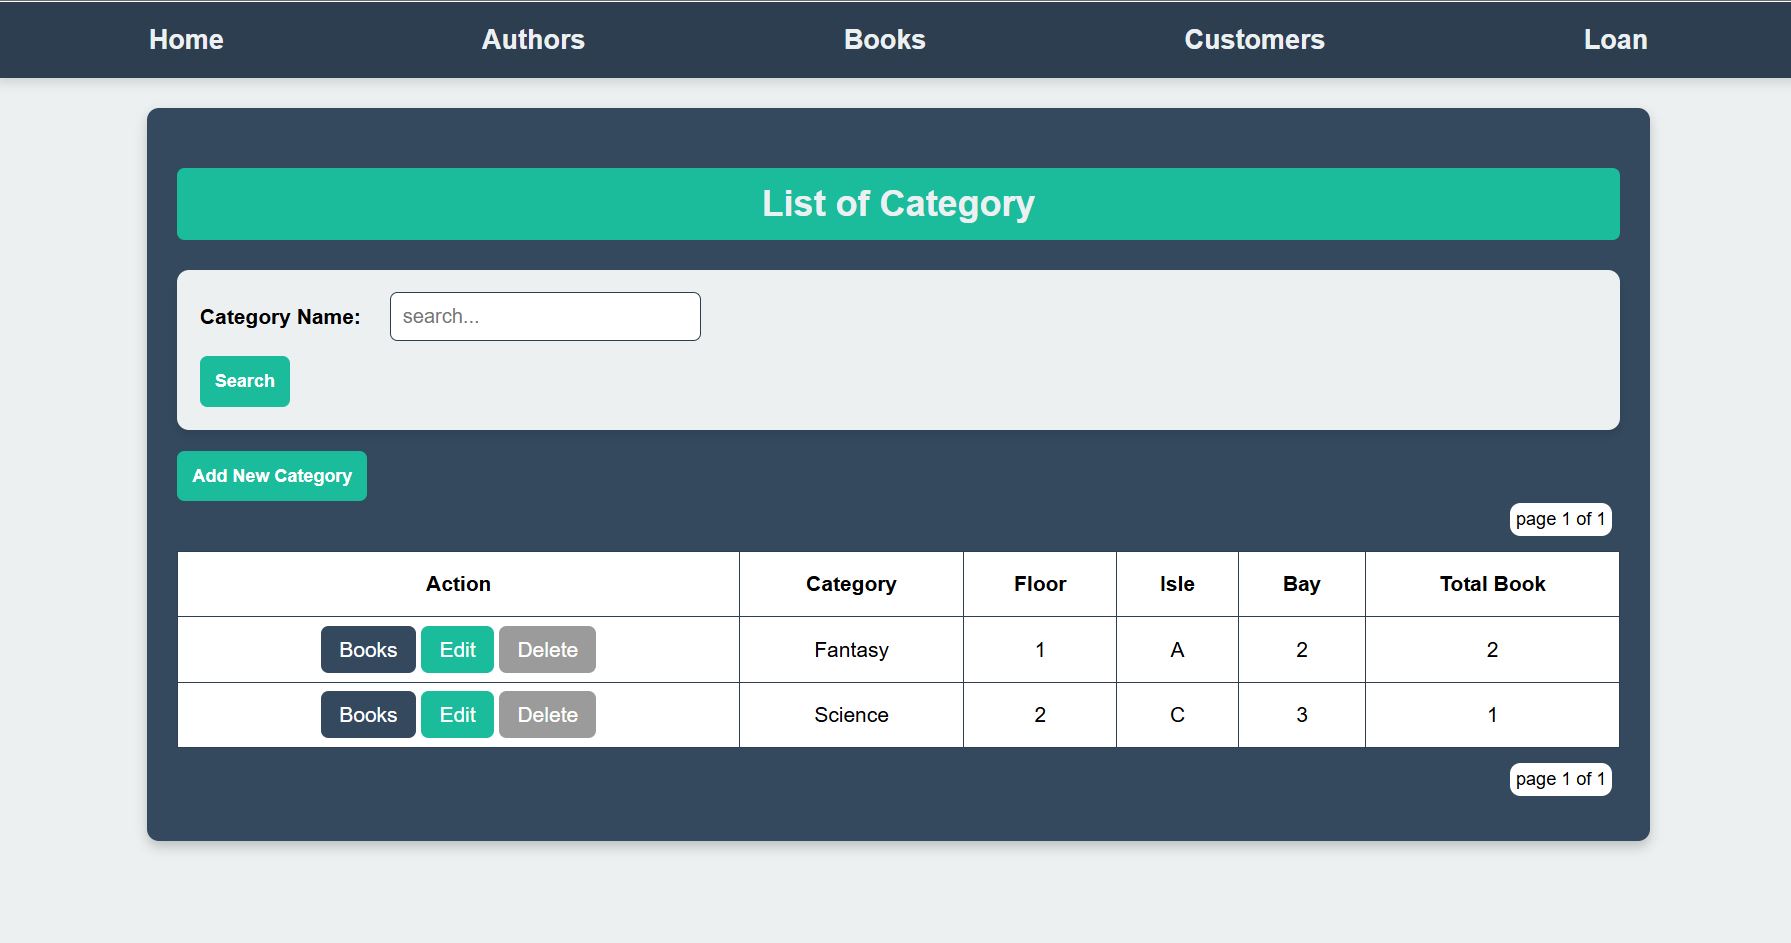 Home Authors Books Customers Loan
List of Category
Category Name: search...
Search
Add New Category
page 1 of 1
Action Category Floor Isle Bay Total Book
Books Edit Delete Fantasy 1 A 2 2
Books Edit Delete Science 2 C 3 1
page 1 of 1